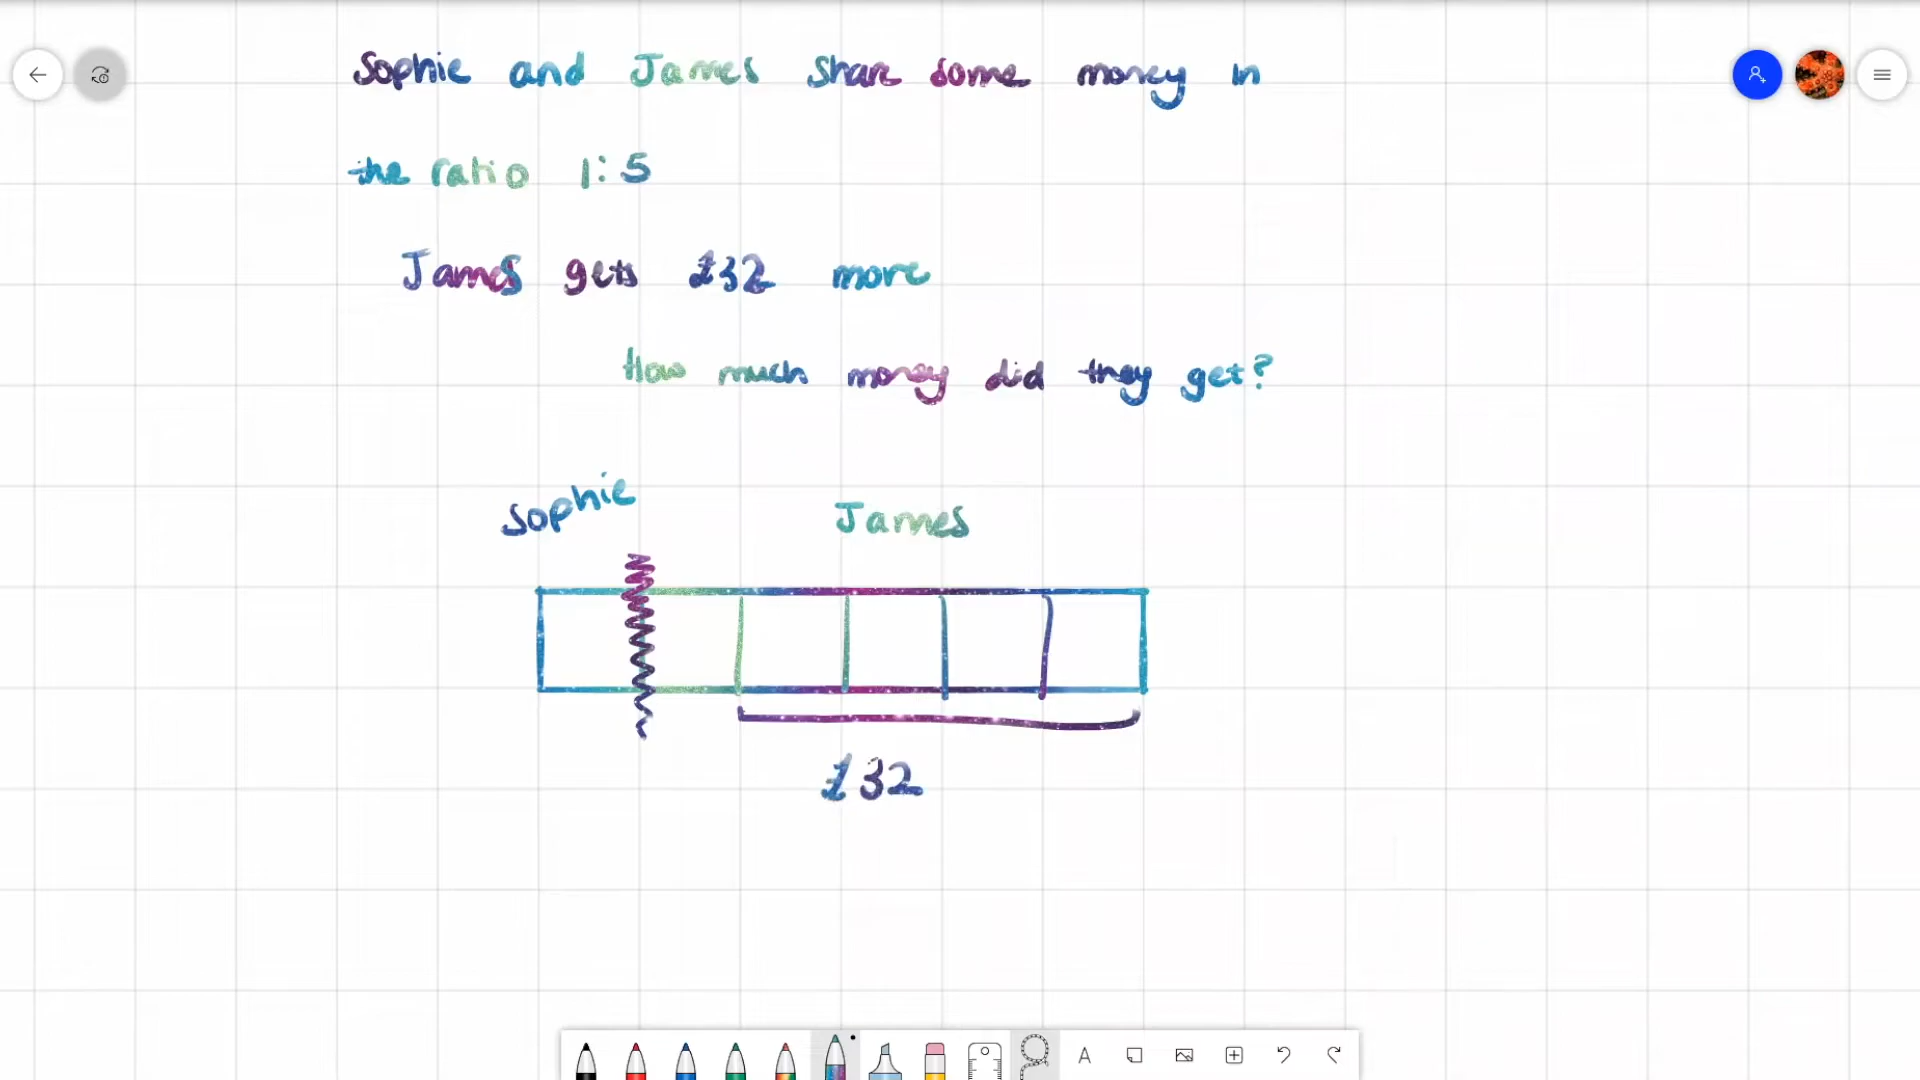 Sophie and James share some money in
the ratio 1:5
James gets £32 more
How much money did they get?
Sophie James
£32
A